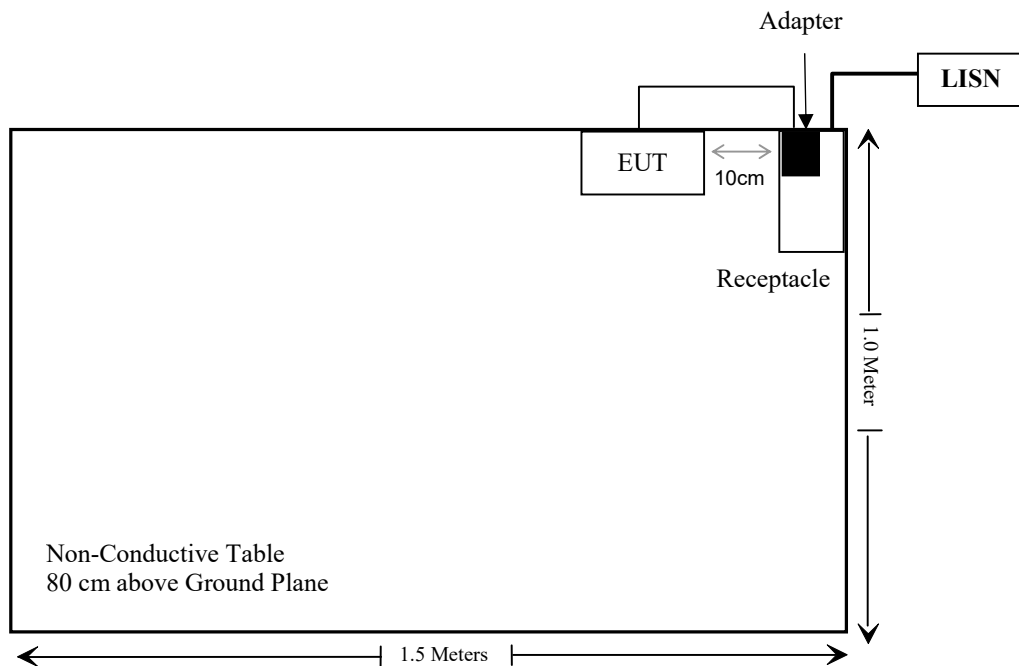 Adapter
LISN
EUT
10cm
Receptacle
1.0 Meter
Non-Conductive Table
80 cm above Ground Plane
1.5 Meters